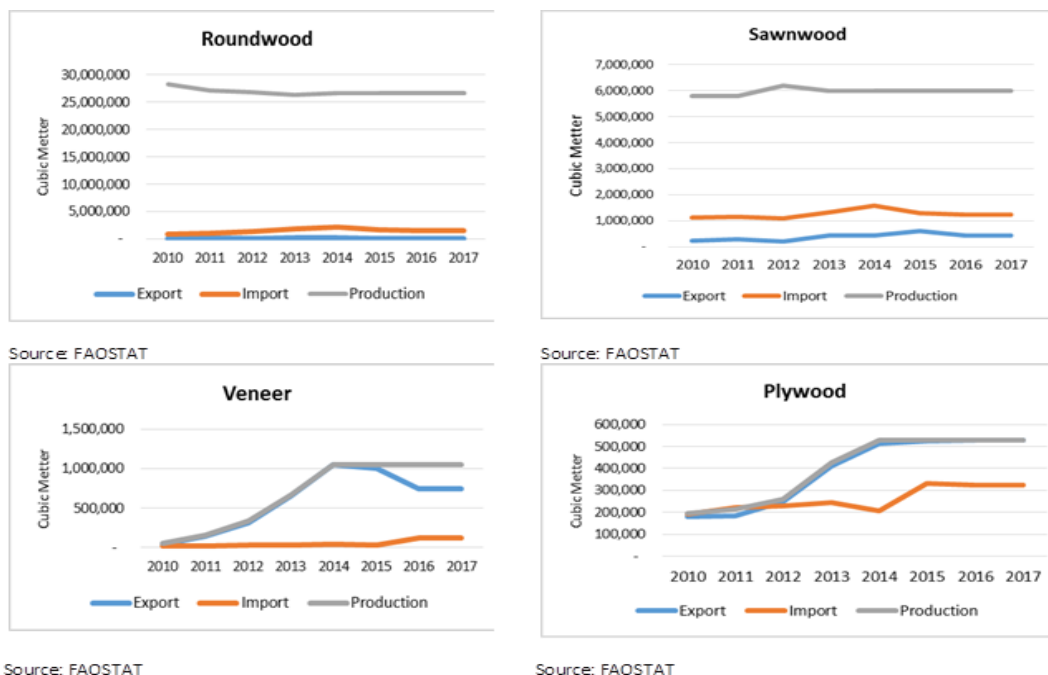 Roundwood
Cubic Metter
30,000,000
25,000,000
20,000,000
15,000,000
10,000,000
5,000,000
-
2010 2011 2012 2013 2014 2015 2016 2017
Export Import Production
Source: FAOSTAT
Sawnwood
Cubic Metter
7,000,000
6,000,000
5,000,000
4,000,000
3,000,000
2,000,000
1,000,000
-
2010 2011 2012 2013 2014 2015 2016 2017
Export Import Production
Source: FAOSTAT
Veneer
Cubic Metter
1,500,000
1,000,000
500,000
-
2010 2011 2012 2013 2014 2015 2016 2017
Export Import Production
Source: FAOSTAT
Plywood
Cubic Metter
600,000
500,000
400,000
300,000
200,000
100,000
-
2010 2011 2012 2013 2014 2015 2016 2017
Export Import Production
Source: FAOSTAT